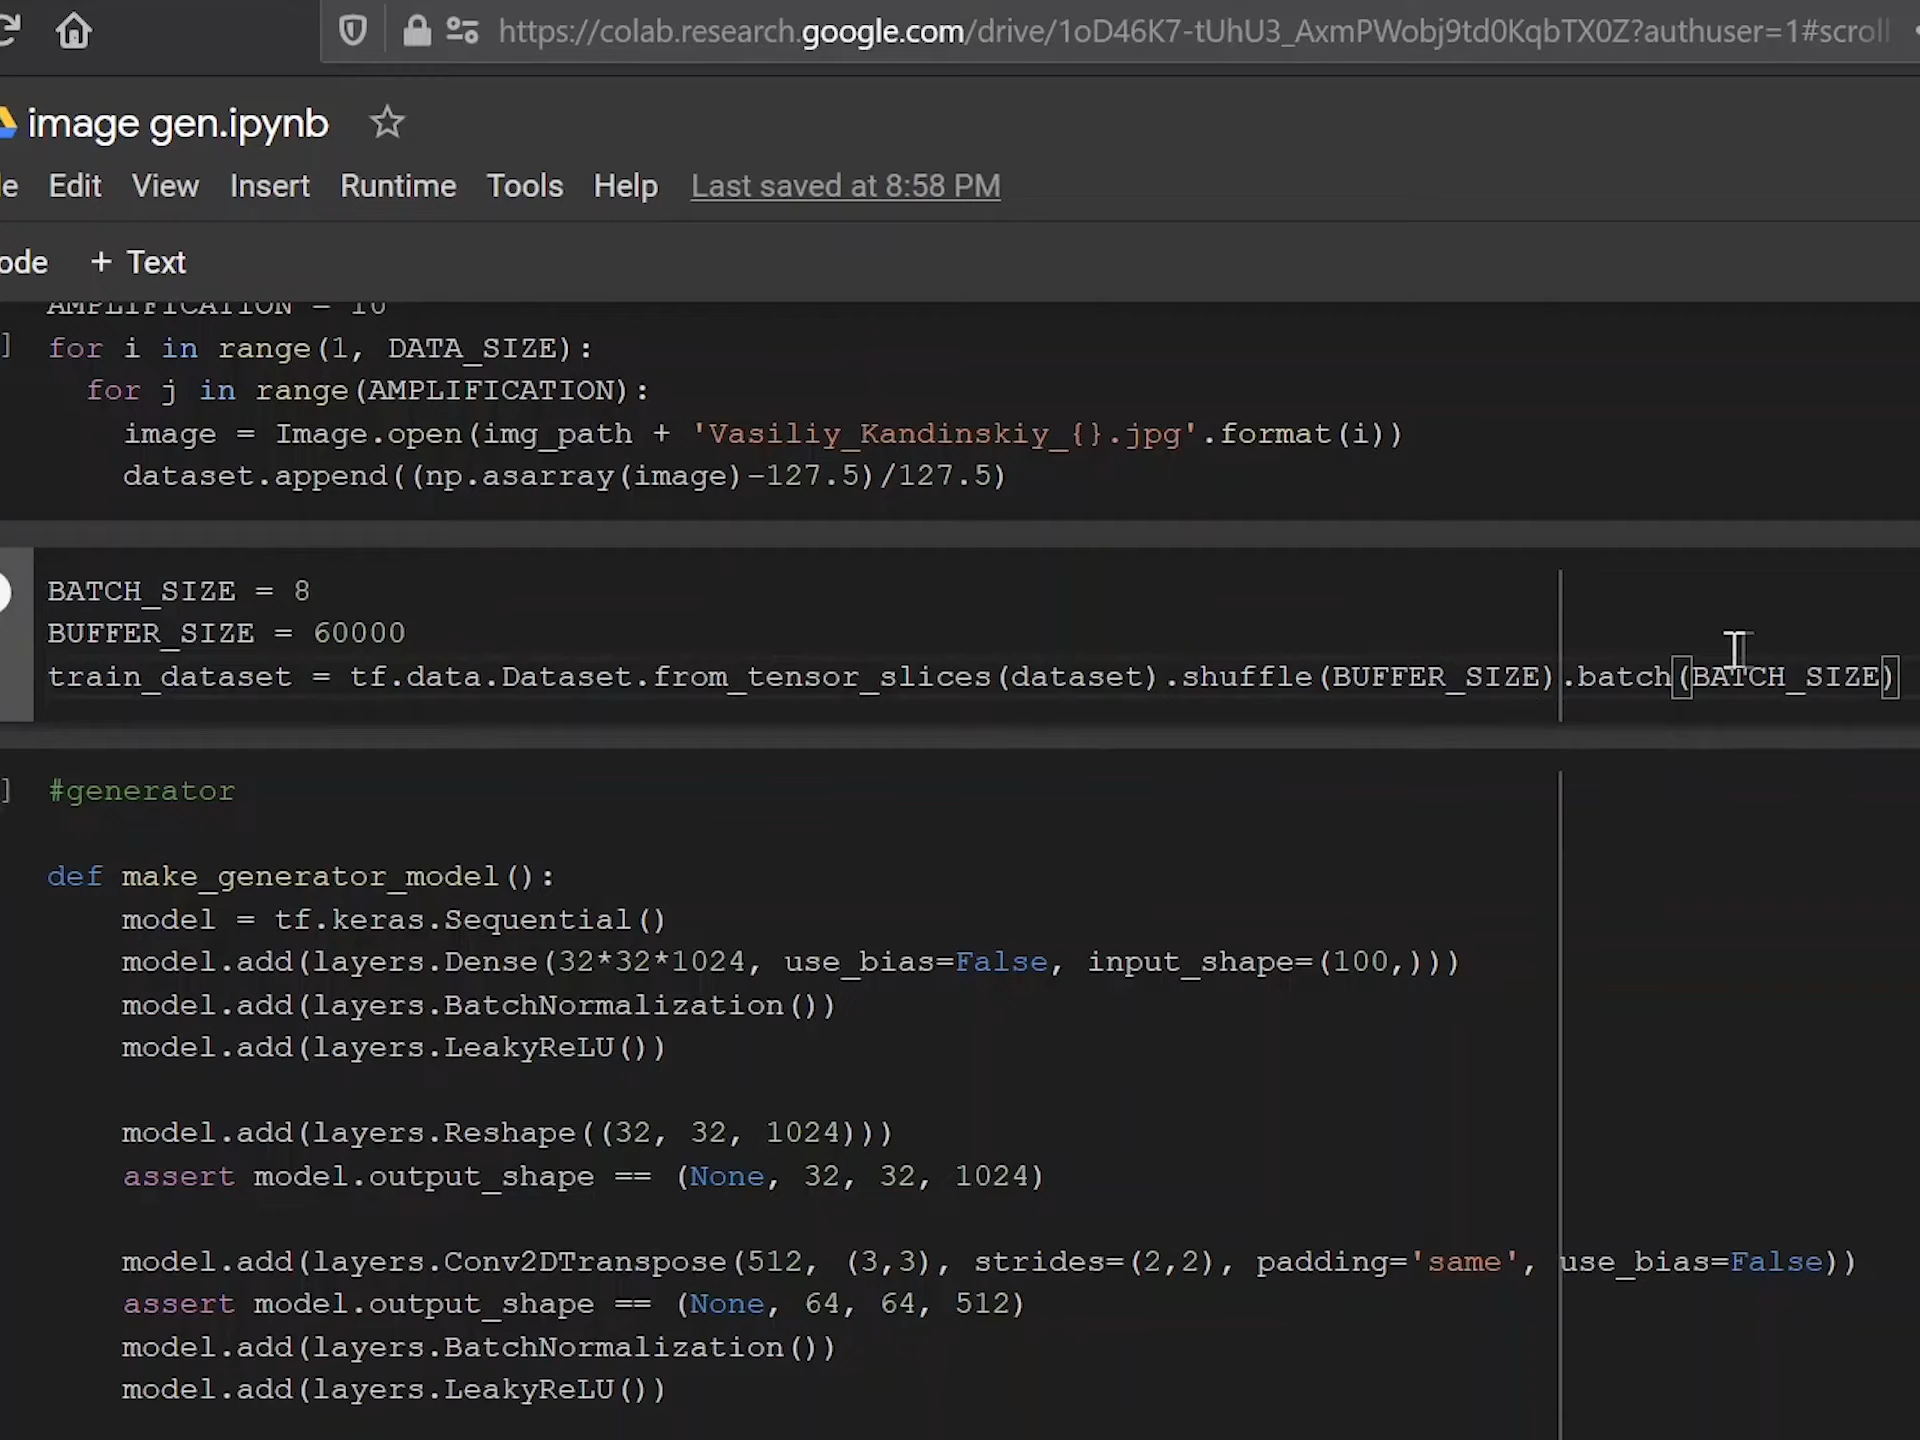 https://colab.research.google.com/drive/1oD46K7-tUhU3_AxmPWobj9td0KqbTX0Z?authuser=1#scroll
image gen.ipynb
le Edit View Insert Runtime Tools Help Last saved at 8:58 PM
ode + Text
AMPLIFICATION = 10
for i in range(1, DATA_SIZE):
  for j in range(AMPLIFICATION):
    image = Image.open(img_path + 'Vasiliy_Kandinskiy_{}.jpg'.format(i))
    dataset.append((np.asarray(image)-127.5)/127.5)
BATCH_SIZE = 8
BUFFER_SIZE = 60000
train_dataset = tf.data.Dataset.from_tensor_slices(dataset).shuffle(BUFFER_SIZE).batch(BATCH_SIZE)
#generator
def make_generator_model():
    model = tf.keras.Sequential()
    model.add(layers.Dense(32*32*1024, use_bias=False, input_shape=(100,)))
    model.add(layers.BatchNormalization())
    model.add(layers.LeakyReLU())
    model.add(layers.Reshape((32, 32, 1024)))
    assert model.output_shape == (None, 32, 32, 1024)
    model.add(layers.Conv2DTranspose(512, (3,3), strides=(2,2), padding='same', use_bias=False))
    assert model.output_shape == (None, 64, 64, 512)
    model.add(layers.BatchNormalization())
    model.add(layers.LeakyReLU())